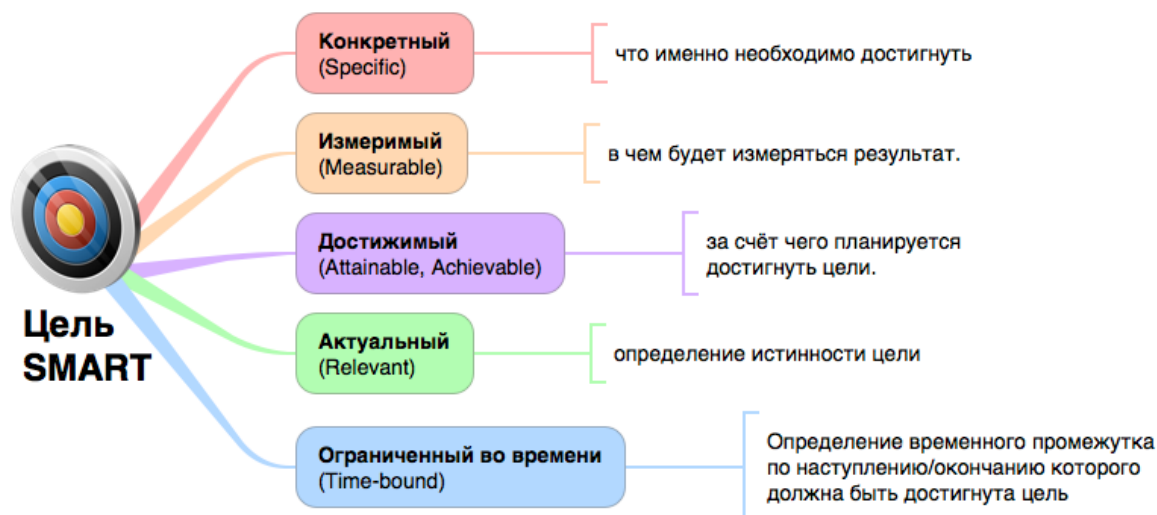 Цель
SMART
Конкретный
(Specific)
что именно необходимо достигнуть
Измеримый
(Measurable)
в чем будет измеряться результат.
Достижимый
(Attainable, Achievable)
за счёт чего планируется
достигнуть цели.
Актуальный
(Relevant)
определение истинности цели
Ограниченный во времени
(Time-bound)
Определение временного промежутка
по наступлению/окончанию которого
должна быть достигнута цель